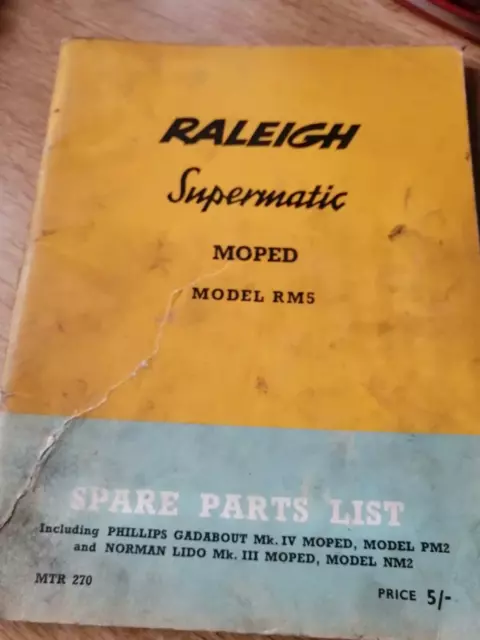 RALEIGH
Supermatic
MOPED
MODEL RM5
SPARE PARTS LIST
Including PHILLIPS GADABOUT Mk. IV MOPED, MODEL PM2
and NORMAN LIDO Mk. III MOPED, MODEL NM2
MTR 270
PRICE 5/-